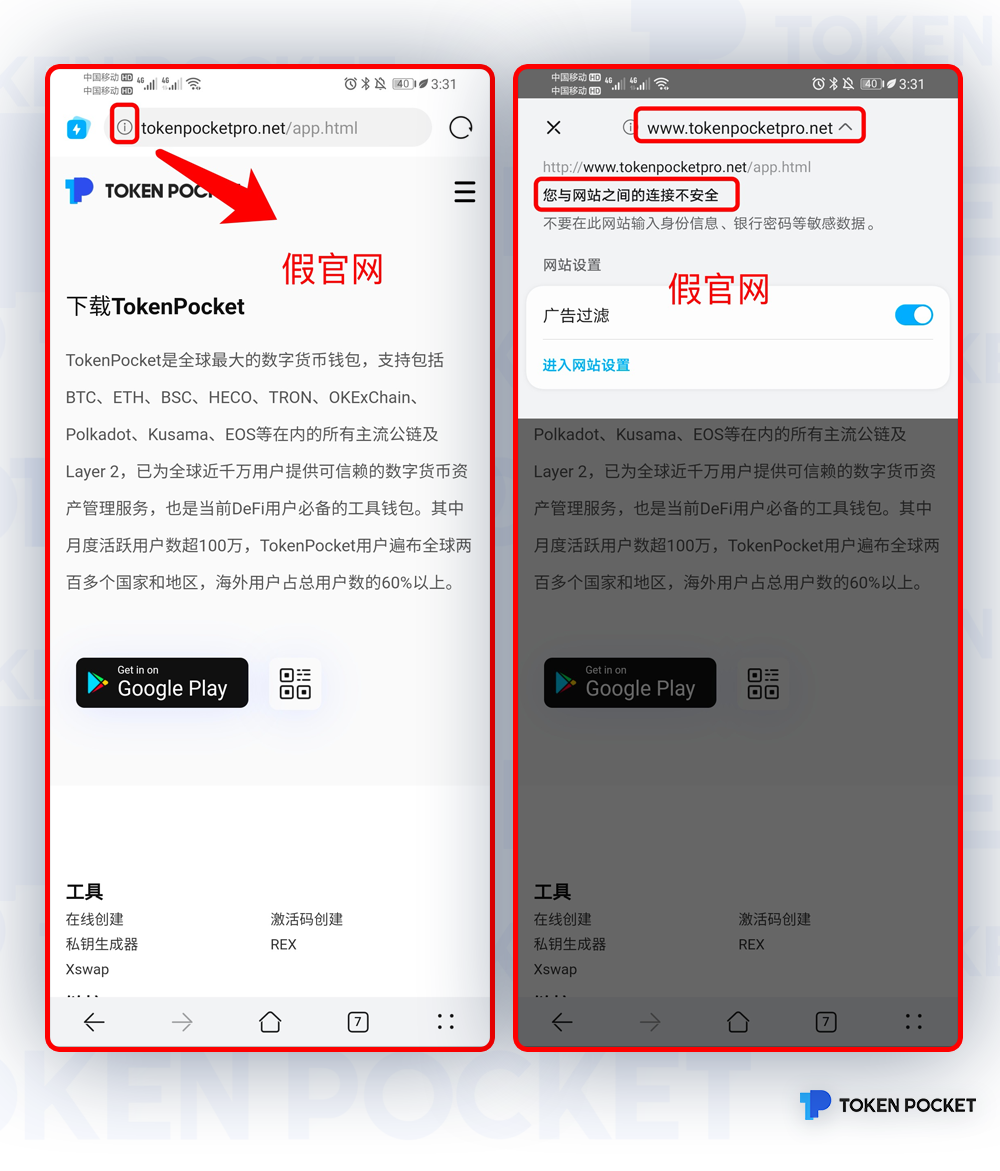 TOKEN
中国移动 HD
中国移动 HD
4G
4G
40
3:31
tokenpocketpro.net/app.html
TOKEN POC
假官网
下载TokenPocket
TokenPocket是全球最大的数字货币钱包，支持包括
BTC、ETH、BSC、HECO、TRON、OKExChain、
Polkadot、Kusama、EOS等在内的所有主流公链及
Layer 2，已为全球近千万用户提供可信赖的数字货币资
产管理服务，也是当前DeFi用户必备的工具钱包。其中
月度活跃用户数超100万，TokenPocket用户遍布全球两
百多个国家和地区，海外用户占总用户数的60%以上。
Get in on
Google Play
工具
在线创建
激活码创建
私钥生成器
REX
Xswap
7
中国移动 HD
中国移动 HD
4G
4G
40
3:31
www.tokenpocketpro.net
http://www.tokenpocketpro.net/app.html
您与网站之间的连接不安全
不要在此网站输入身份信息、银行密码等敏感数据。
网站设置
假官网
广告过滤
进入网站设置
Polkadot、Kusama、EOS等在内的所有主流公链及
Layer 2，已为全球近千万用户提供可信赖的数字货币资
产管理服务，也是当前DeFi用户必备的工具钱包。其中
月度活跃用户数超100万，TokenPocket用户遍布全球两
百多个国家和地区，海外用户占总用户数的60%以上。
Get in on
Google Play
工具
在线创建
激活码创建
私钥生成器
REX
Xswap
7
TOKEN POCKET
TOKEN POCKET